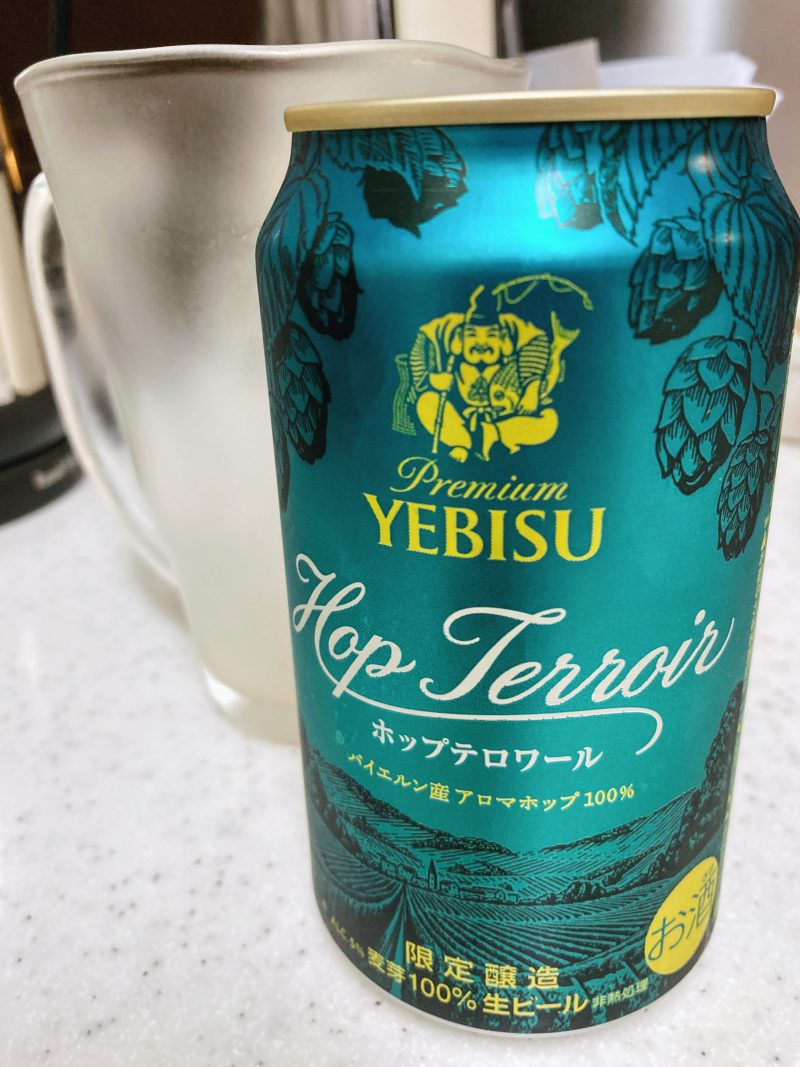 Premium
YEBISU
Hop Terroir
ホップテロワール
バイエルン産アロマホップ100%
お酒
限定醸造
ALC.5% 麦芽100% 生ビール 非熱処理